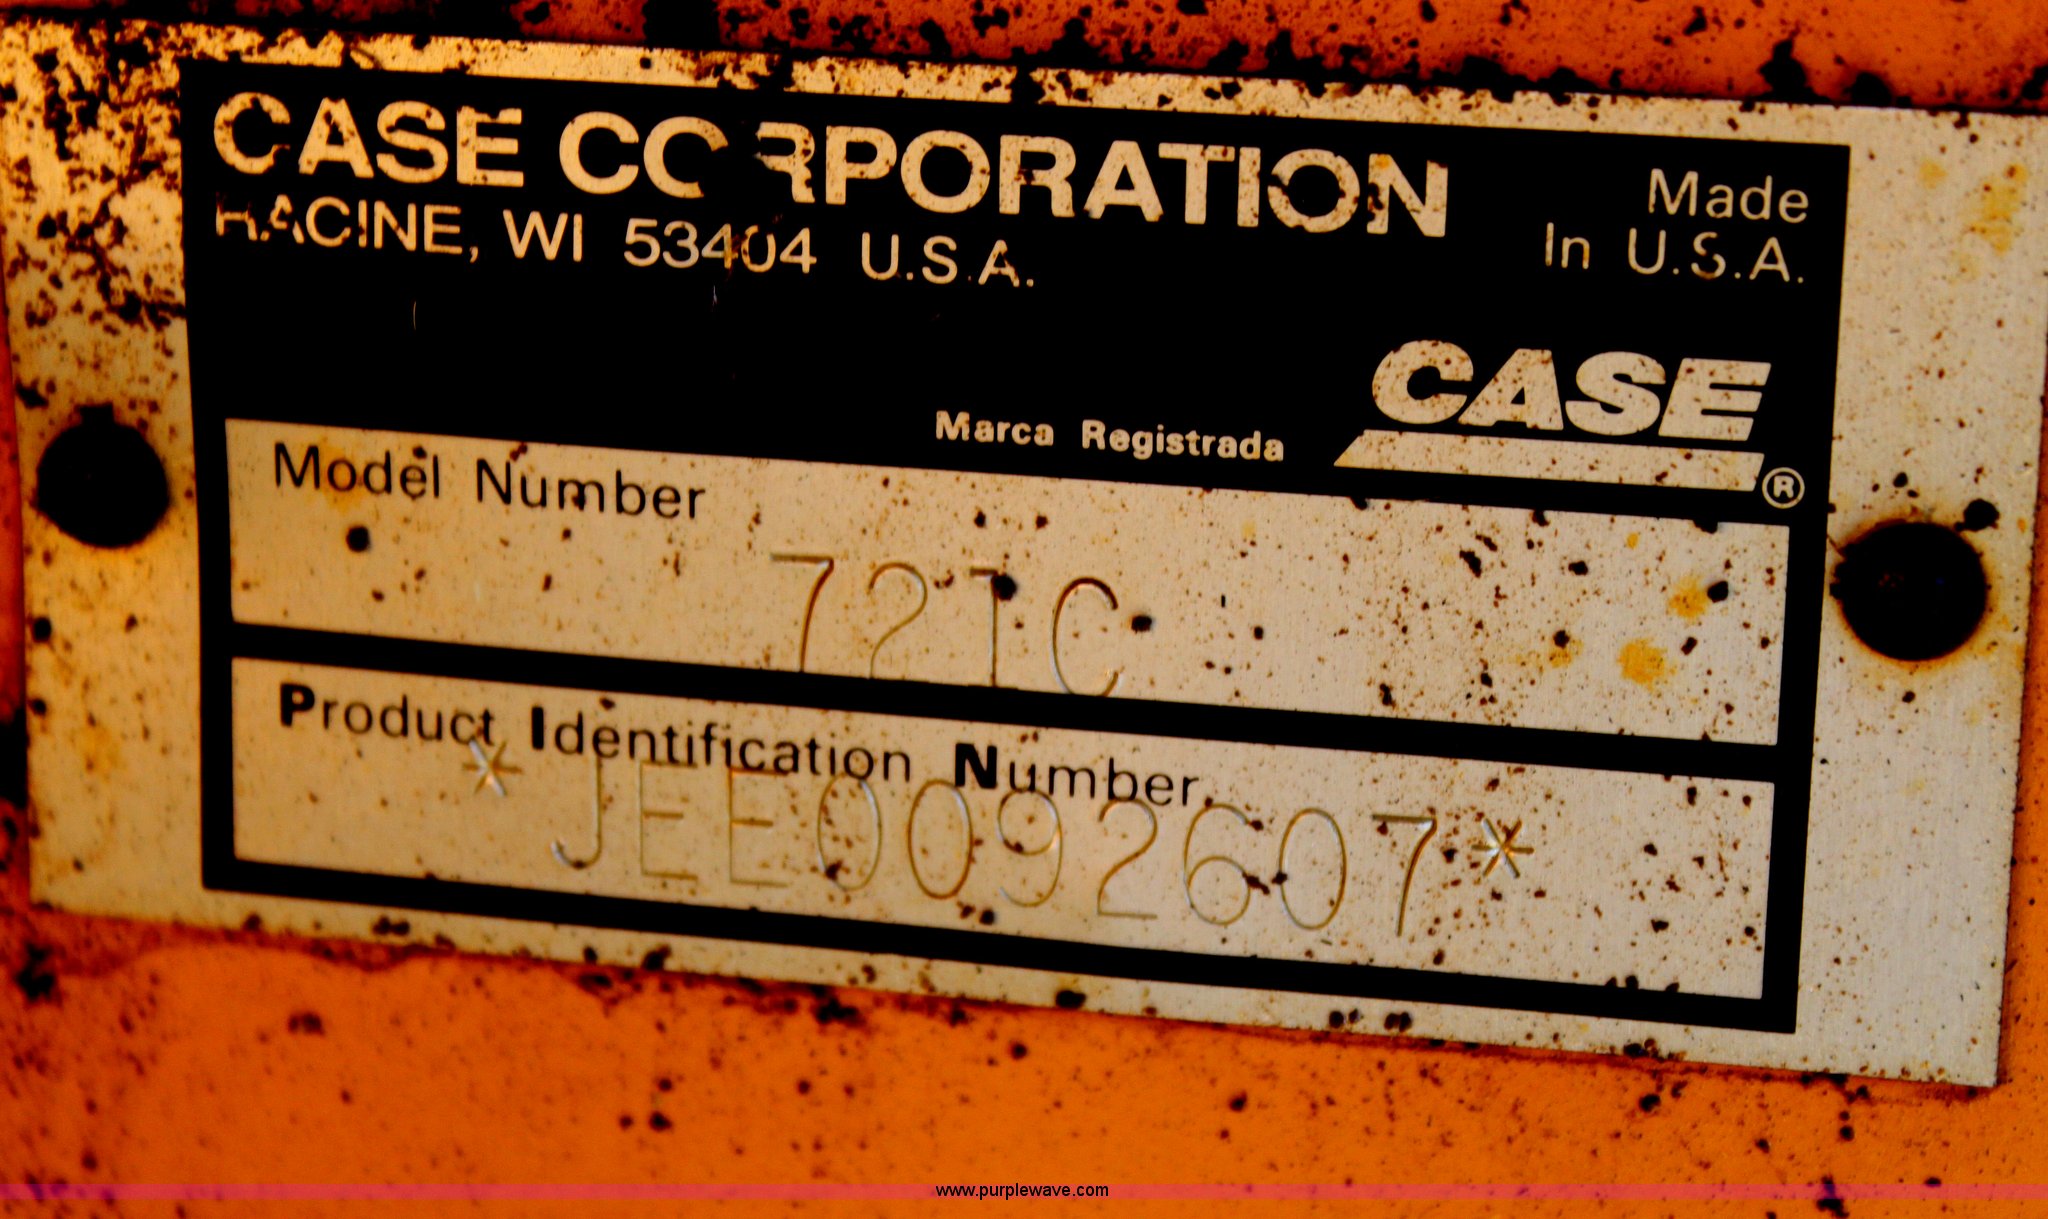 CASE CORPORATION
RACINE, WI 53404 U.S.A.
Made
In U.S.A.
Marca Registrada
CASE®
Model Number
721C
Product Identification Number
*JEE0092607*
www.purplewave.com